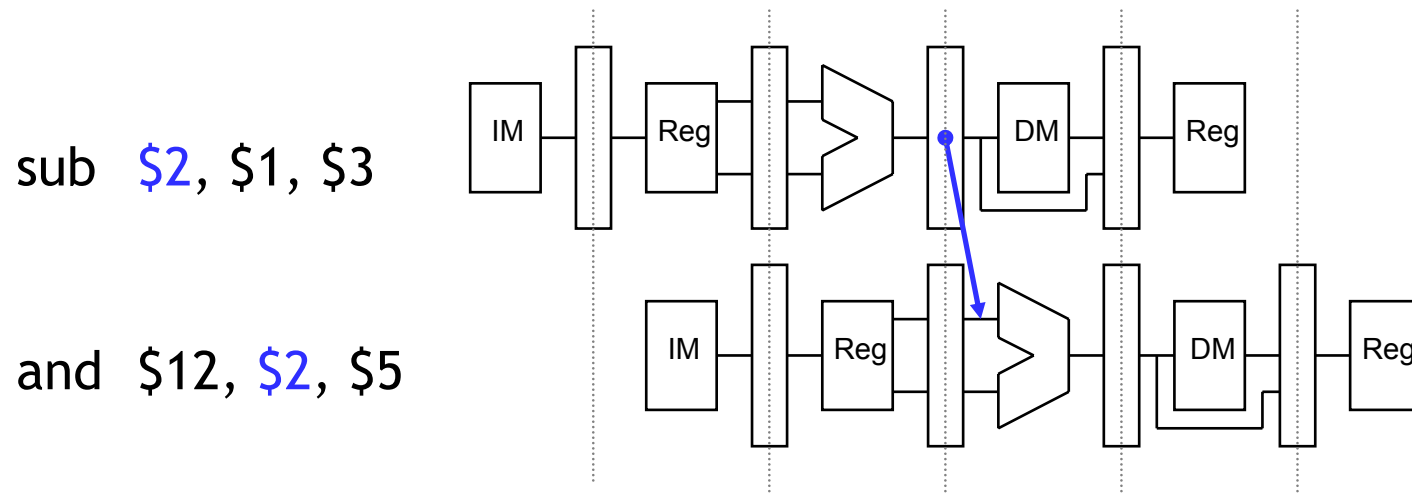 IM Reg DM Reg
sub $2, $1, $3
IM Reg DM Reg
and $12, $2, $5